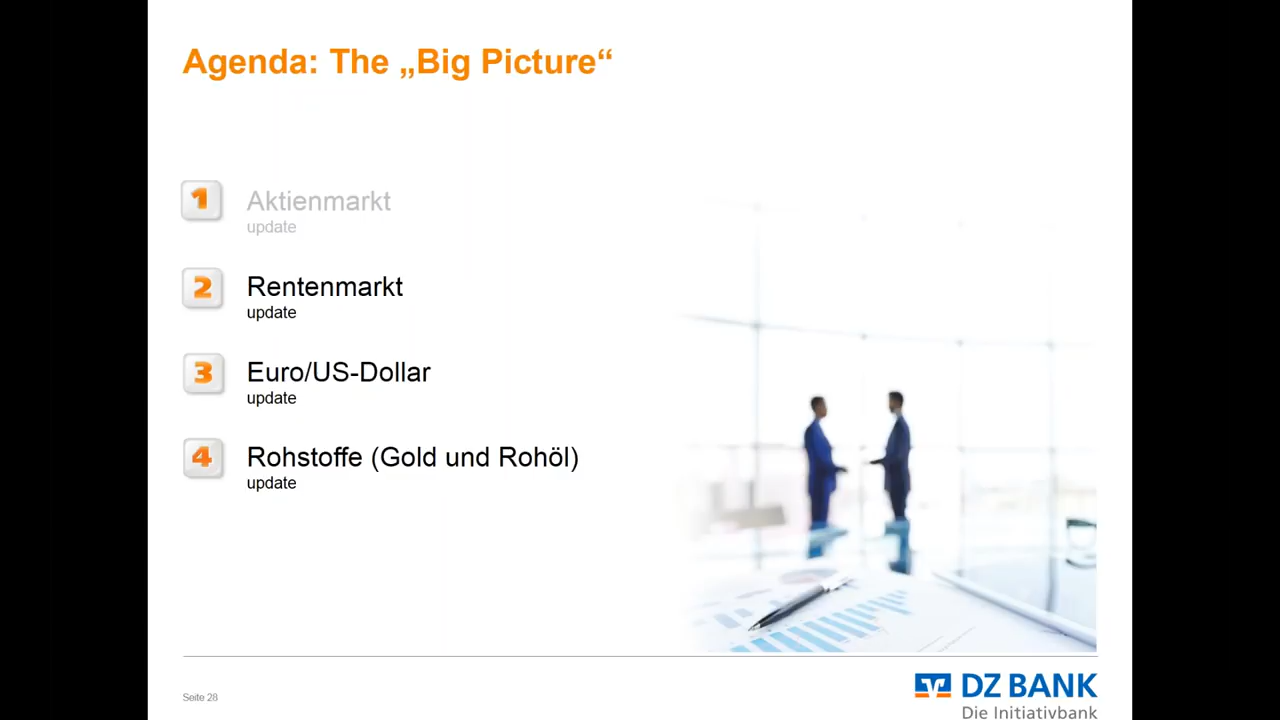 Agenda: The „Big Picture“
1 Aktienmarkt
update
2 Rentenmarkt
update
3 Euro/US-Dollar
update
4 Rohstoffe (Gold und Rohöl)
update
Seite 28
DZ BANK
Die Initiativbank